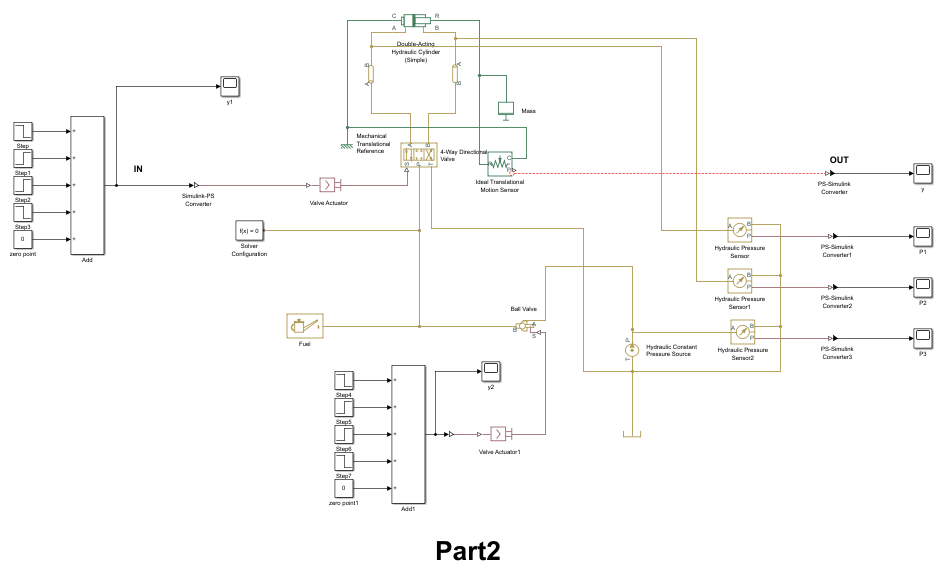 C
R
A
B
Double-Acting
Hydraulic Cylinder
(Simple)
B
A
A
B
y1
Mass
Step
Step1
Step2
Step3
0
zero point
+
+
+
+
+
Add
IN
Simulink-PS
Converter
Valve Actuator
Mechanical
Translational
Reference
A
B
S
P
T
4-Way Directional
Valve
C
R
P
Ideal Translational
Motion Sensor
OUT
PS-Simulink
Converter
y
f(x) = 0
Solver
Configuration
A
B
P
Hydraulic Pressure
Sensor
PS-Simulink
Converter1
P1
A
B
P
Hydraulic Pressure
Sensor1
PS-Simulink
Converter2
P2
A
B
P
Hydraulic Pressure
Sensor2
PS-Simulink
Converter3
P3
Fuel
Ball Valve
B
A
S
P
T
Hydraulic Constant
Pressure Source
y2
Step4
Step5
Step6
Step7
0
zero point1
+
+
+
+
+
Add1
Valve Actuator1
Part2